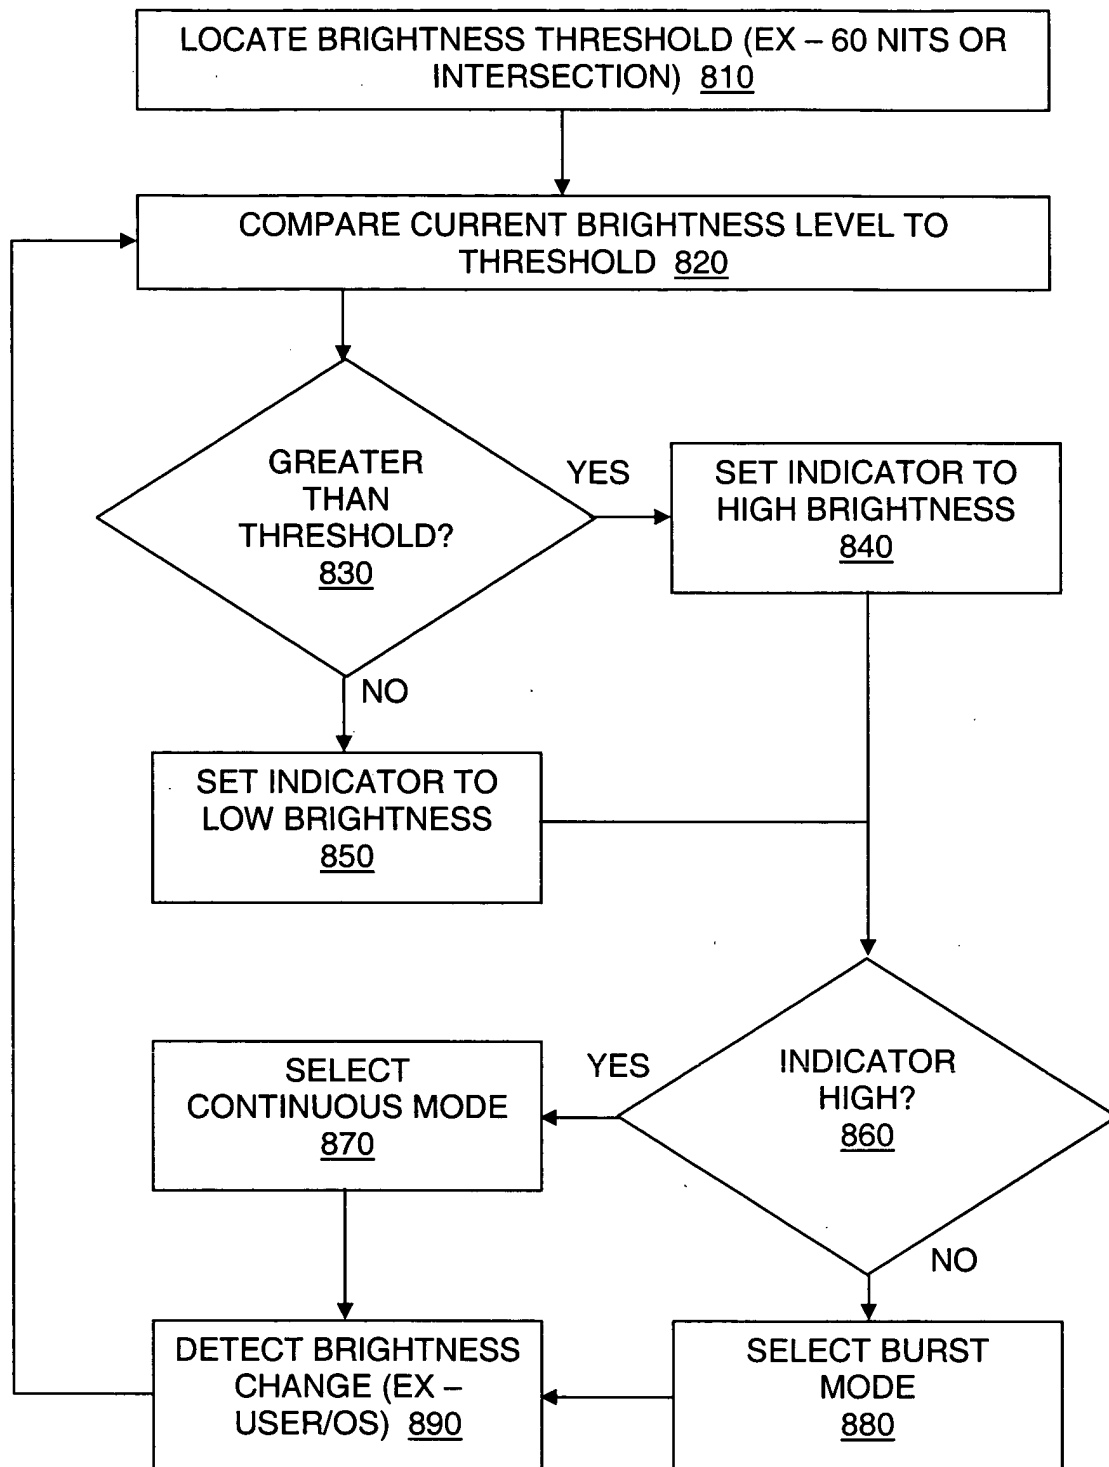 LOCATE BRIGHTNESS THRESHOLD (EX – 60 NITS OR
INTERSECTION) 810
COMPARE CURRENT BRIGHTNESS LEVEL TO
THRESHOLD 820
GREATER
THAN
THRESHOLD?
830
YES
SET INDICATOR TO
HIGH BRIGHTNESS
840
NO
SET INDICATOR TO
LOW BRIGHTNESS
850
INDICATOR
HIGH?
860
YES
SELECT
CONTINUOUS MODE
870
NO
DETECT BRIGHTNESS
CHANGE (EX –
USER/OS) 890
SELECT BURST
MODE
880